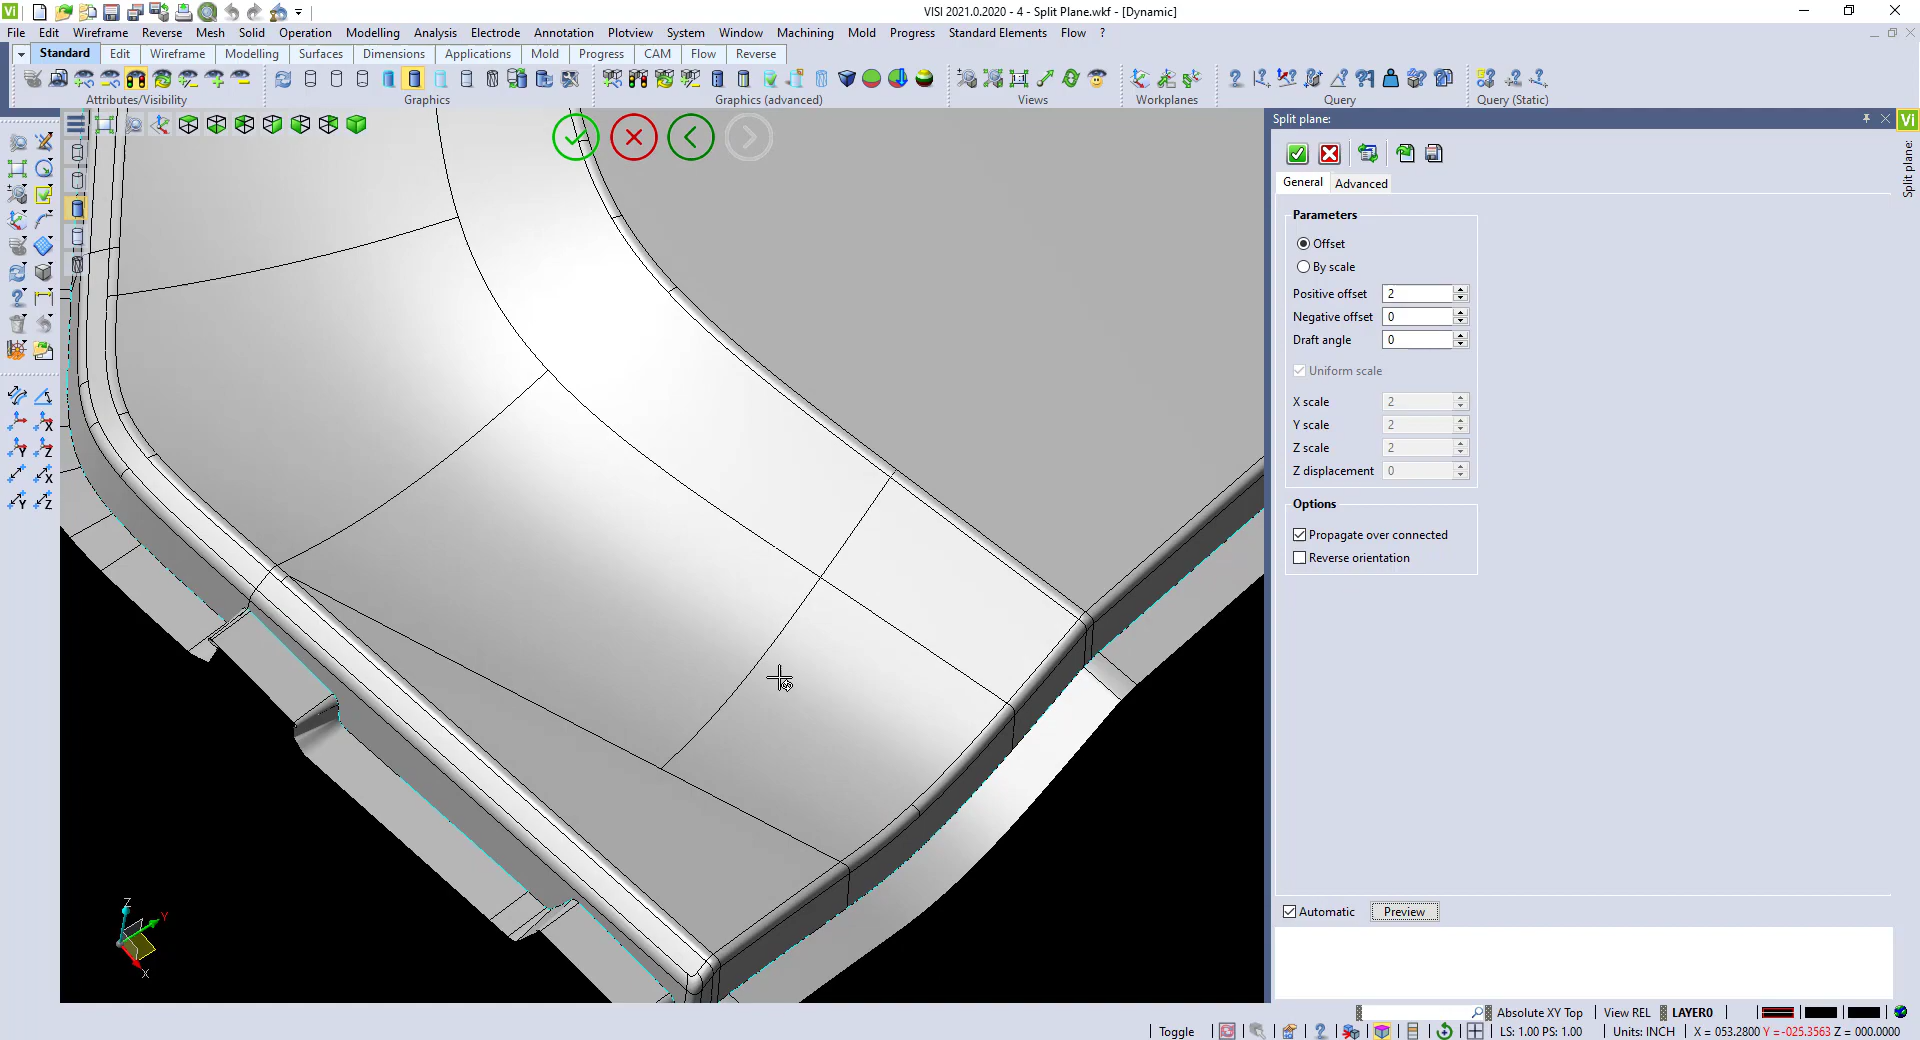 Vi VISI 2021.0.2020 - 4 - Split Plane.wkf - [Dynamic]
File Edit Wireframe Reverse Mesh Solid Operation Modelling Analysis Electrode Annotation Plotview System Window Machining Mold Progress Standard Elements Flow ?
Standard Edit Wireframe Modelling Surfaces Dimensions Applications Mold Progress CAM Flow Reverse
Attributes/Visibility Graphics Graphics (advanced) Views Workplanes Query Query (Static)
Split plane:
Vi
Split plane:
General Advanced
Parameters
Offset
By scale
Positive offset 2
Negative offset 0
Draft angle 0
Uniform scale
X scale 2
Y scale 2
Z scale 2
Z displacement 0
Options
Propagate over connected
Reverse orientation
Automatic Preview
Z
Y
X
Absolute XY Top View REL LAYER0
Toggle LS: 1.00 PS: 1.00 Units: INCH X = 053.2800 Y =-025.3563 Z = 000.0000